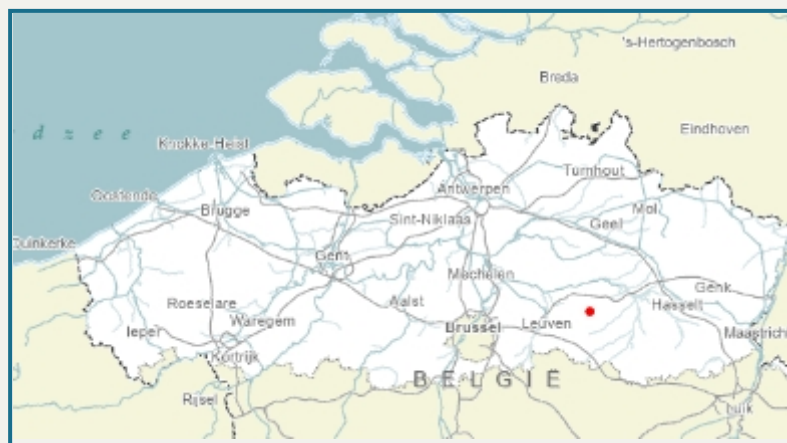 's-Hertogenbosch
Breda
d z e e
Eindhoven
Knokke-Heist
Turnhout
Antwerpen
Oostende
Mol
Brugge
Sint-Niklaas
Geel
Duinkerke
Gent
Mechelen
Genk
Roeselare
Aalst
Hasselt
Waregem
Leuven
Ieper
Brussel
Maastrich
Kortrijk
BELGIË
Rijsel
Luik